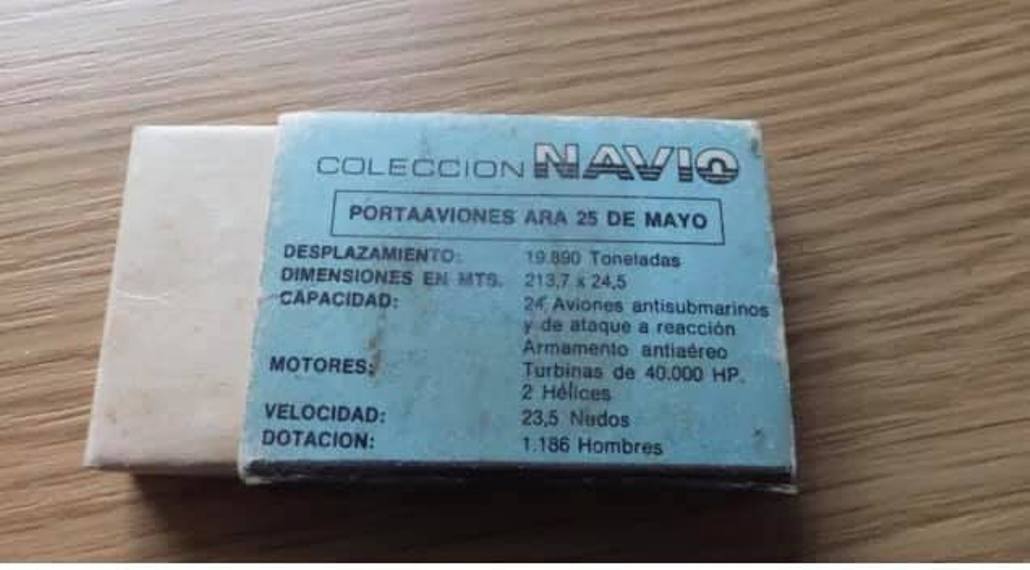 COLECCION NAVIO
PORTAAVIONES ARA 25 DE MAYO
DESPLAZAMIENTO: 19.890 Toneladas
DIMENSIONES EN MTS. 213,7 x 24,5
CAPACIDAD: 24 Aviones antisubmarinos
y de ataque a reacción
Armamento antiaéreo
MOTORES: Turbinas de 40.000 HP.
2 Hélices
VELOCIDAD: 23,5 Nudos
DOTACION: 1.186 Hombres